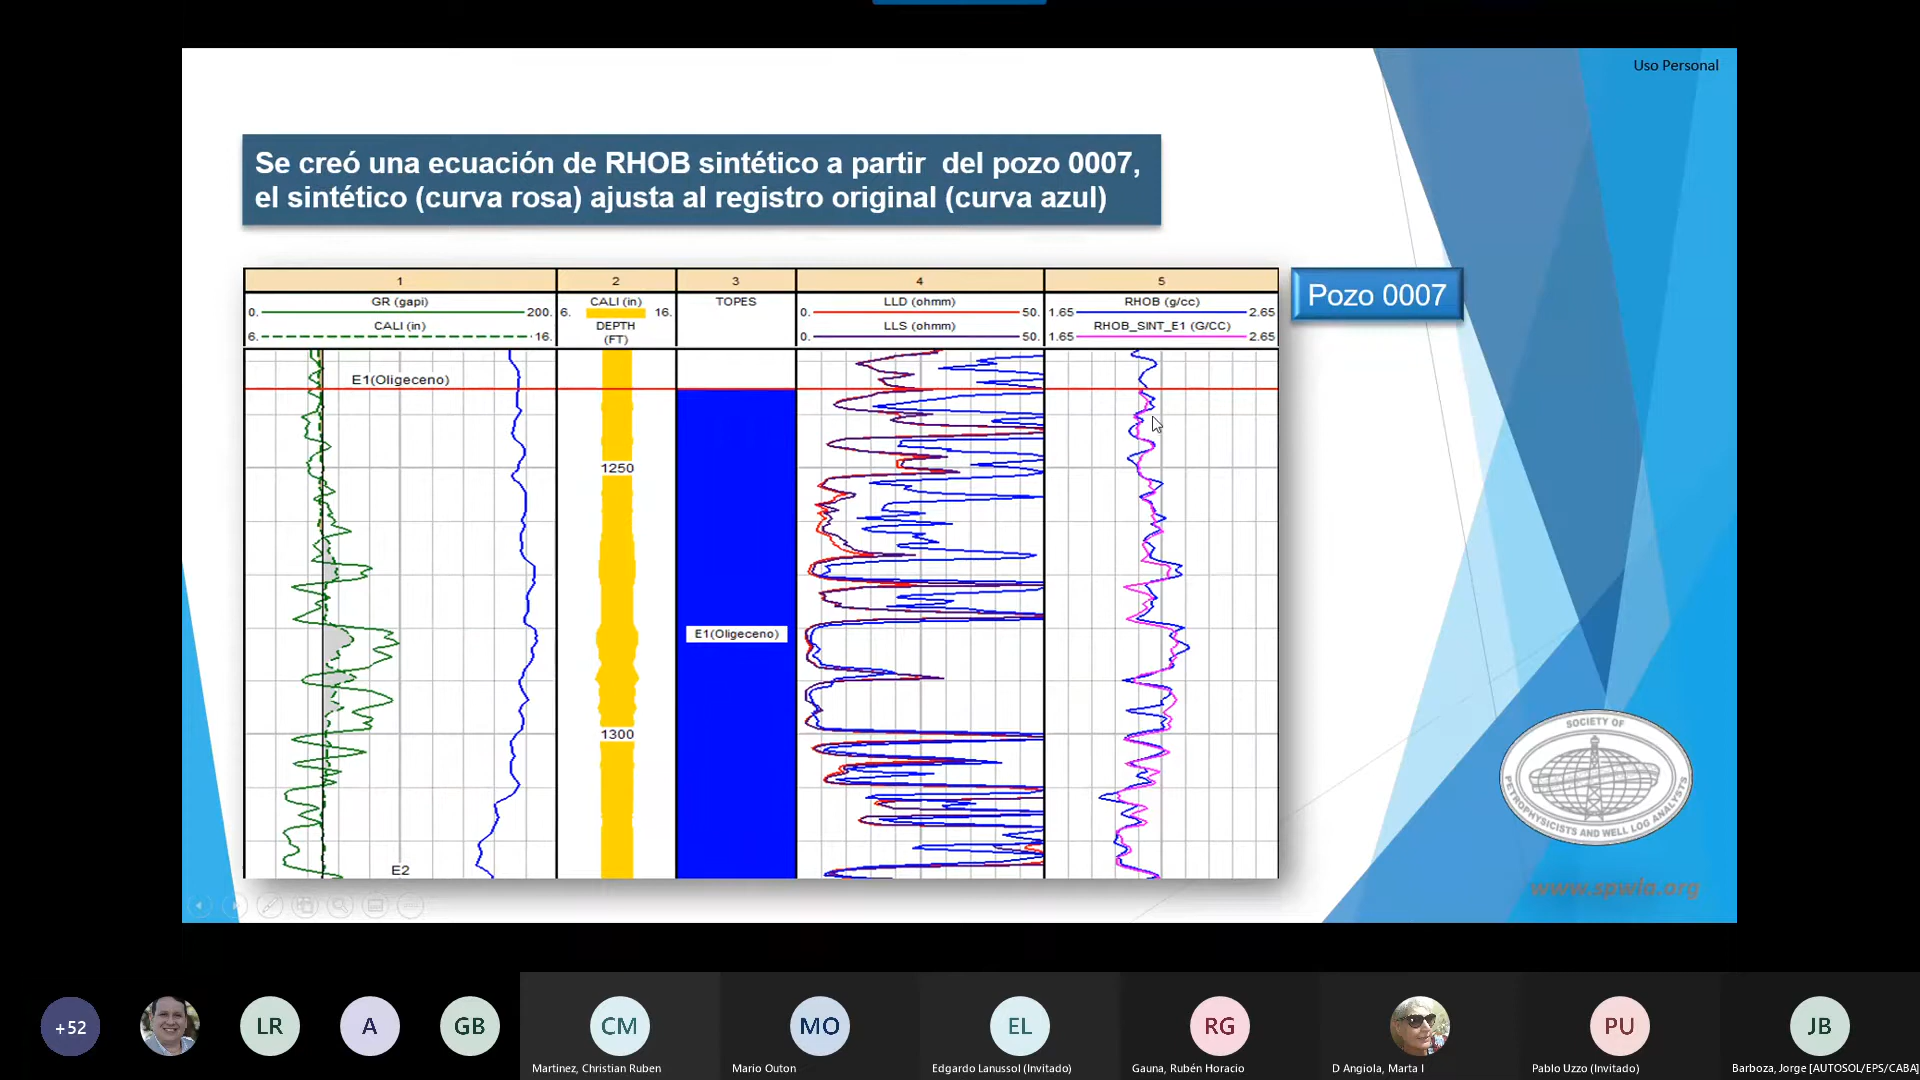 Uso Personal
Se creó una ecuación de RHOB sintético a partir del pozo 0007,
el sintético (curva rosa) ajusta al registro original (curva azul)
Pozo 0007
1 2 3 4 5
GR (gapi)
0. 200.
CALI (in)
6. 16.
CALI (in)
6. 16.
DEPTH
(FT)
TOPES
LLD (ohmm)
0. 50.
LLS (ohmm)
0. 50.
RHOB (g/cc)
1.65 2.65
RHOB_SINT_E1 (G/CC)
1.65 2.65
E1(Oligeceno)
1250
E1(Oligeceno)
1300
E2
SOCIETY OF
PETROPHYSICISTS AND WELL LOG ANALYSTS
www.spwla.org
+52
LR
A
GB
CM
Martinez, Christian Ruben
MO
Mario Outon
EL
Edgardo Lanussol (Invitado)
RG
Gauna, Rubén Horacio
D Angiola, Marta I
PU
Pablo Uzzo (Invitado)
JB
Barboza, Jorge [AUTOSOL/EPS/CABA]